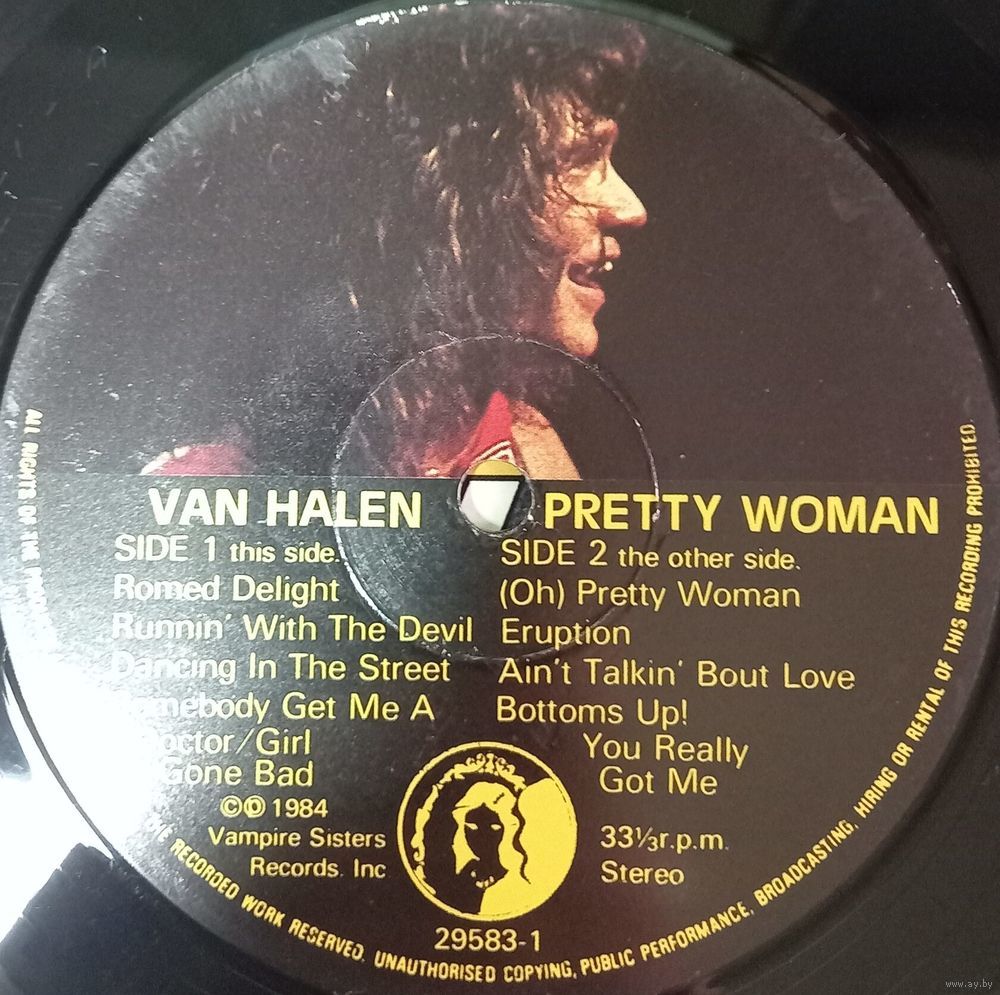 VAN HALEN PRETTY WOMAN
SIDE 1 this side.
Romed Delight
Runnin' With The Devil
Dancing In The Street
Get Me A
/Girl
Gone Bad
©℗ 1984
Vampire Sisters
Records. Inc
SIDE 2 the other side.
(Oh) Pretty Woman
Eruption
Ain't Talkin' Bout Love
Bottoms Up!
You Really
Got Me
33⅓r.p.m.
Stereo
29583-1
ALL RIGHTS OF THE
RECORDED WORK RESERVED. UNAUTHORISED COPYING, PUBLIC PERFORMANCE, BROADCASTING, HIRING OR RENTAL OF THIS RECORDING PROHIBITED.
www.ay.by